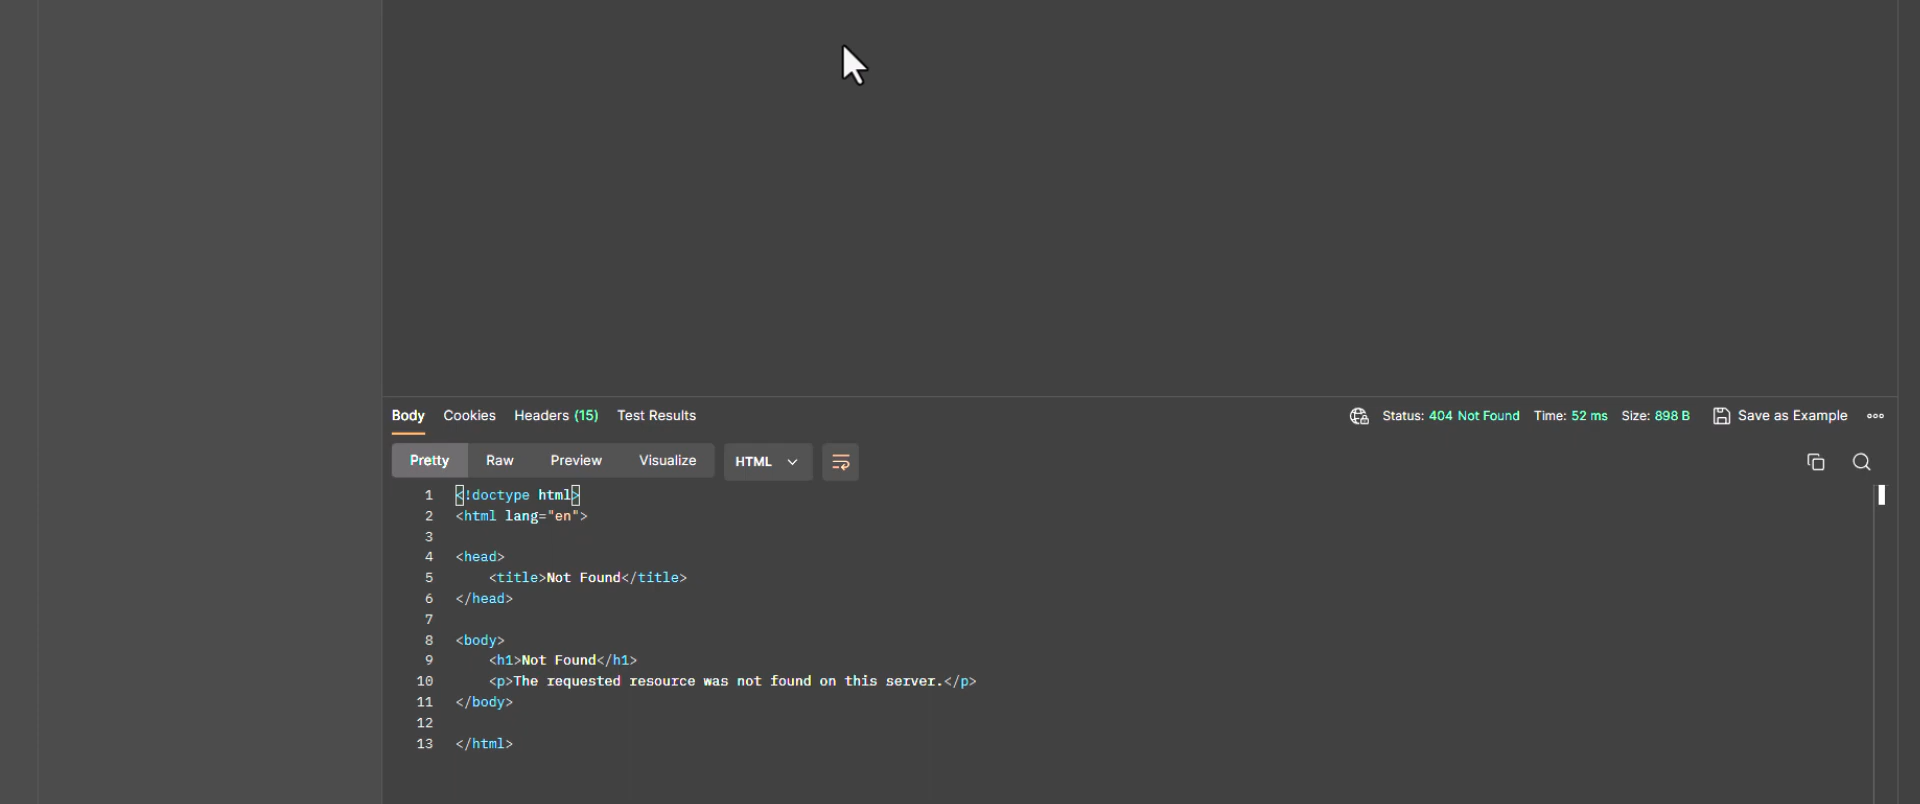 Body Cookies Headers (15) Test Results Status: 404 Not Found Time: 52 ms Size: 898 B Save as Example
Pretty Raw Preview Visualize HTML
1 <!doctype html>
2 <html lang="en">
3
4 <head>
5 <title>Not Found</title>
6 </head>
7
8 <body>
9 <h1>Not Found</h1>
10 <p>The requested resource was not found on this server.</p>
11 </body>
12
13 </html>